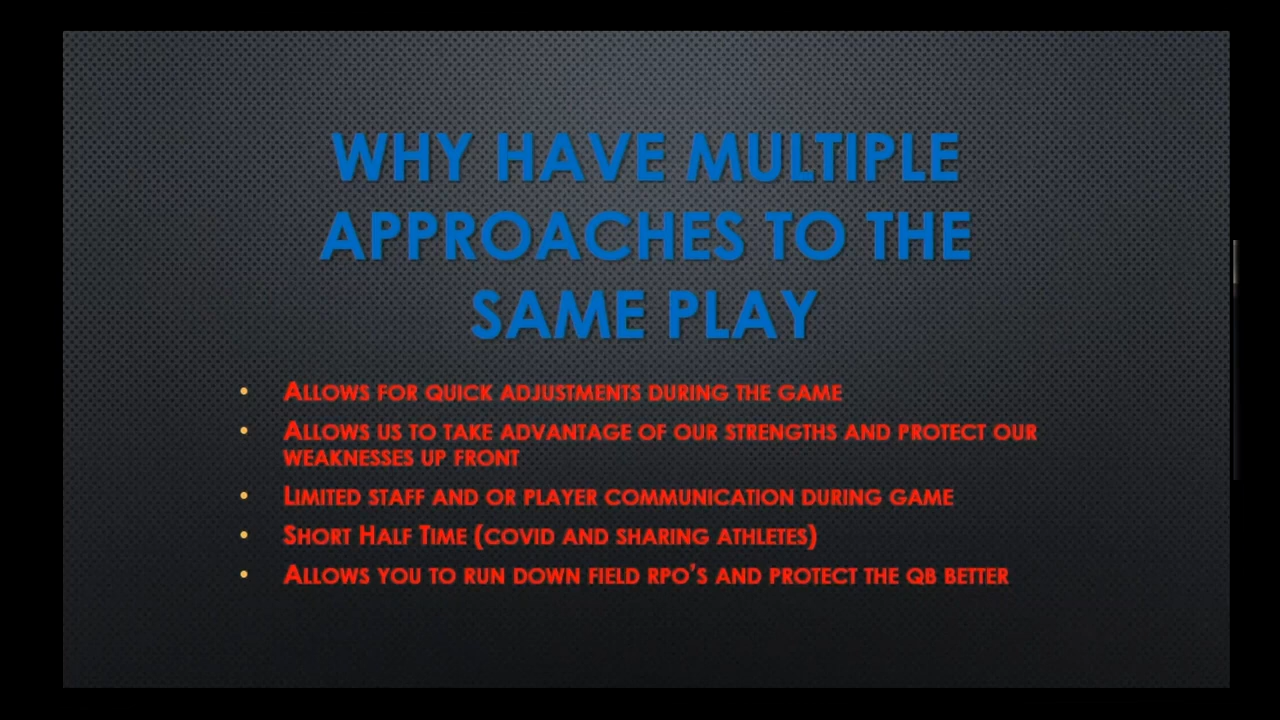 WHY HAVE MULTIPLE
APPROACHES TO THE
SAME PLAY
• ALLOWS FOR QUICK ADJUSTMENTS DURING THE GAME
• ALLOWS US TO TAKE ADVANTAGE OF OUR STRENGTHS AND PROTECT OUR
WEAKNESSES UP FRONT
• LIMITED STAFF AND OR PLAYER COMMUNICATION DURING GAME
• SHORT HALF TIME (COVID AND SHARING ATHLETES)
• ALLOWS YOU TO RUN DOWN FIELD RPO'S AND PROTECT THE QB BETTER